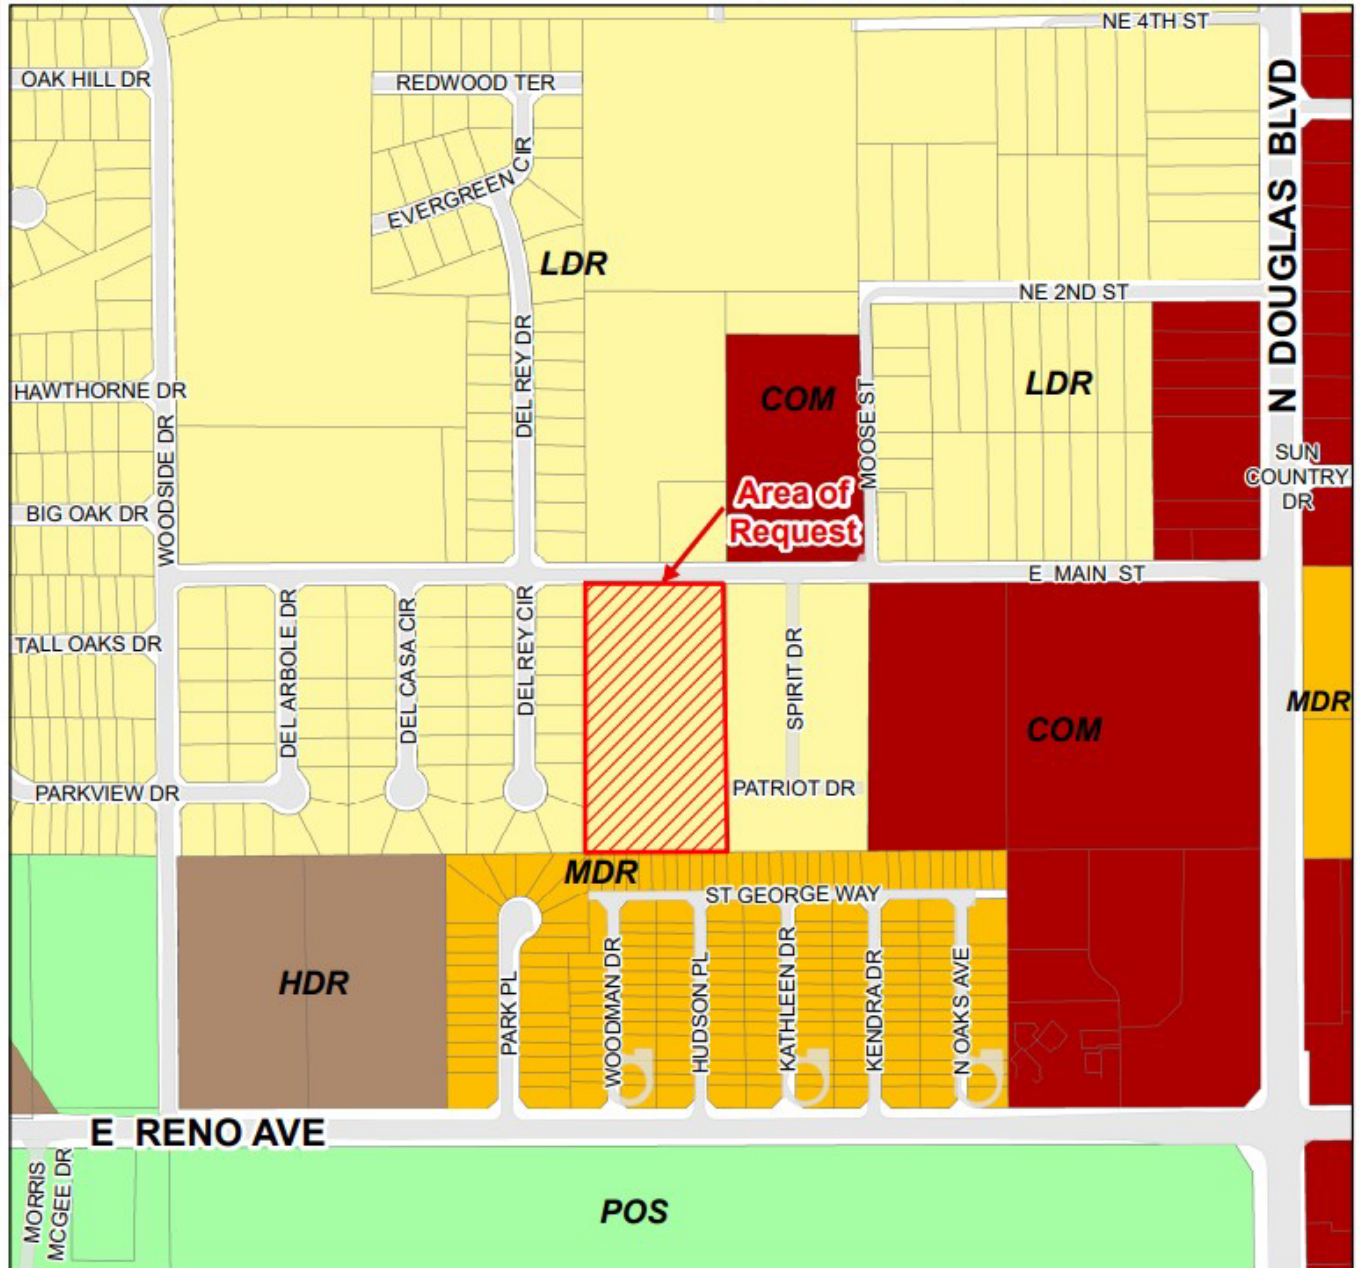 NE 4TH ST
OAK HILL DR
REDWOOD TER
N DOUGLAS BLVD
EVERGREEN CIR
LDR
NE 2ND ST
DEL REY DR
HAWTHORNE DR
COM
MOOSE ST
LDR
WOODSIDE DR
SUN
COUNTRY
DR
Area of
Request
BIG OAK DR
E MAIN ST
DEL ARBOLE DR
DEL CASA CIR
DEL REY CIR
TALL OAKS DR
SPIRIT DR
MDR
COM
PARKVIEW DR
PATRIOT DR
MDR
ST GEORGE WAY
HDR
PARK PL
WOODMAN DR
HUDSON PL
KATHLEEN DR
KENDRA DR
N OAKS AVE
E RENO AVE
MORRIS
MCGEE DR
POS